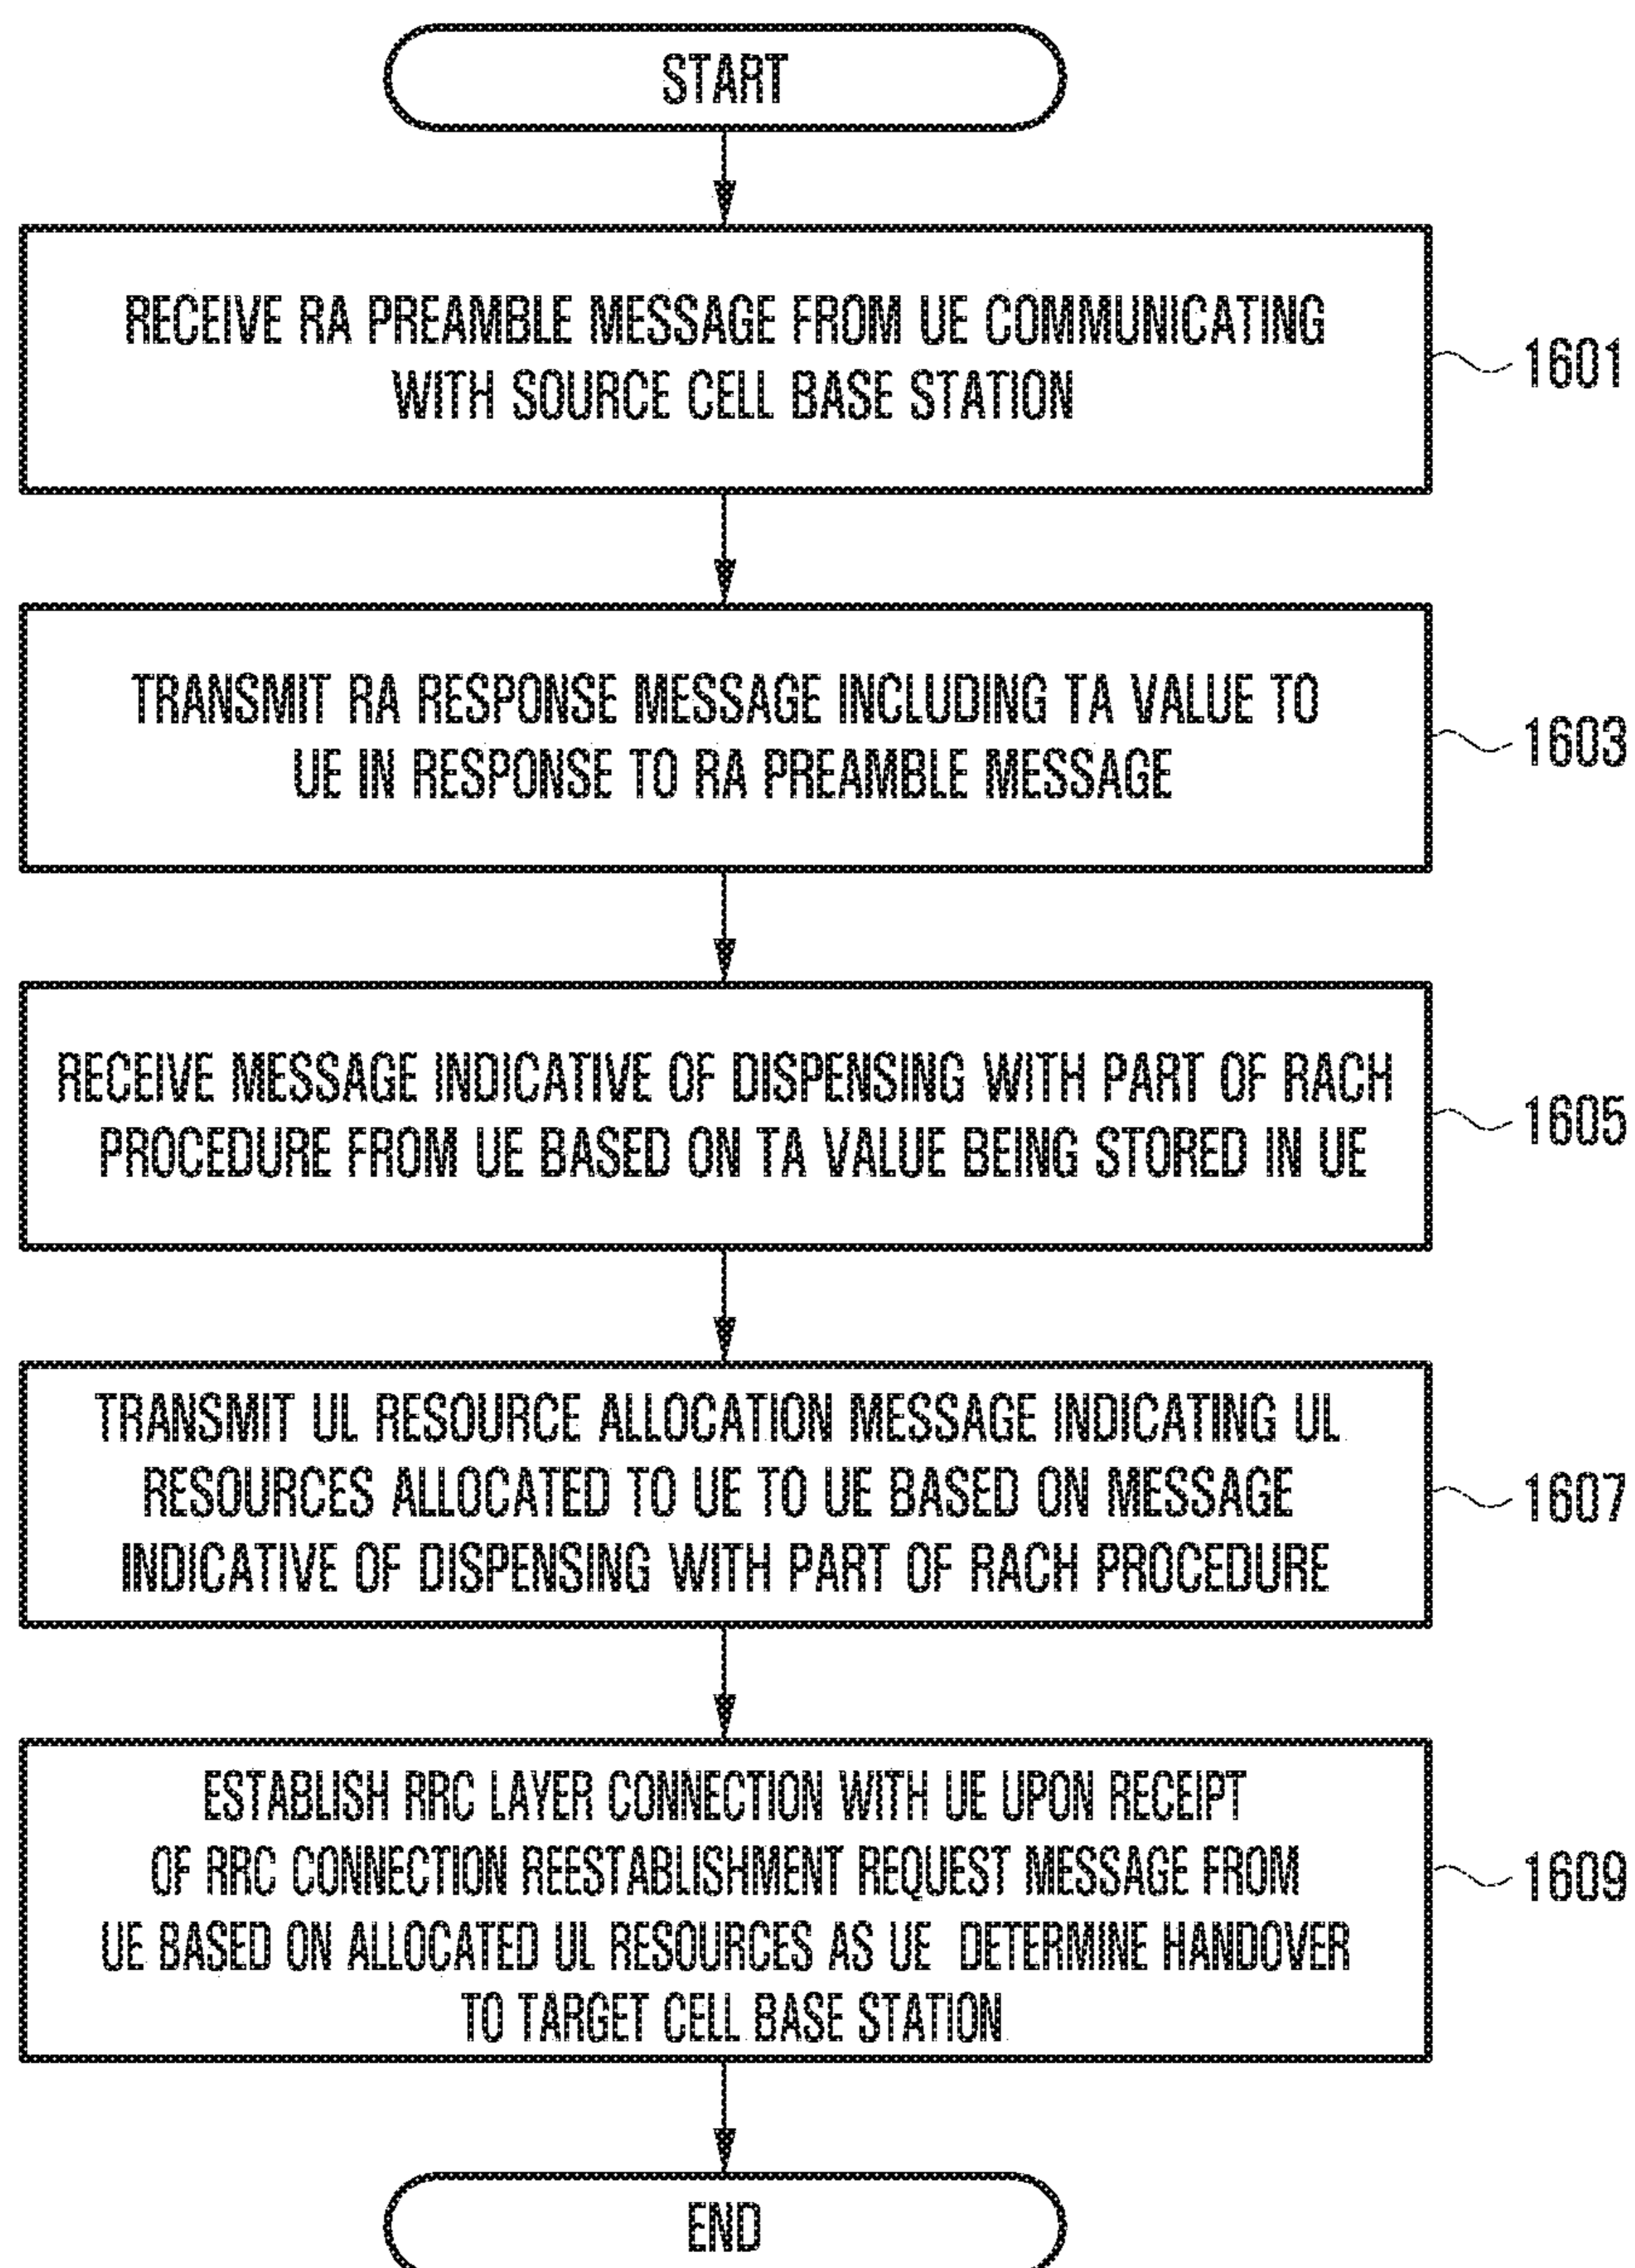 START
RECEIVE RA PREAMBLE MESSAGE FROM UE COMMUNICATING
WITH SOURCE CELL BASE STATION
1601
TRANSMIT RA RESPONSE MESSAGE INCLUDING TA VALUE TO
UE IN RESPONSE TO RA PREAMBLE MESSAGE
1603
RECEIVE MESSAGE INDICATIVE OF DISPENSING WITH PART OF RACH
PROCEDURE FROM UE BASED ON TA VALUE BEING STORED IN UE
1605
TRANSMIT UL RESOURCE ALLOCATION MESSAGE INDICATING UL
RESOURCES ALLOCATED TO UE TO UE BASED ON MESSAGE
INDICATIVE OF DISPENSING WITH PART OF RACH PROCEDURE
1607
ESTABLISH RRC LAYER CONNECTION WITH UE UPON RECEIPT
OF RRC CONNECTION REESTABLISHMENT REQUEST MESSAGE FROM
UE BASED ON ALLOCATED UL RESOURCES AS UE DETERMINE HANDOVER
TO TARGET CELL BASE STATION
1609
END